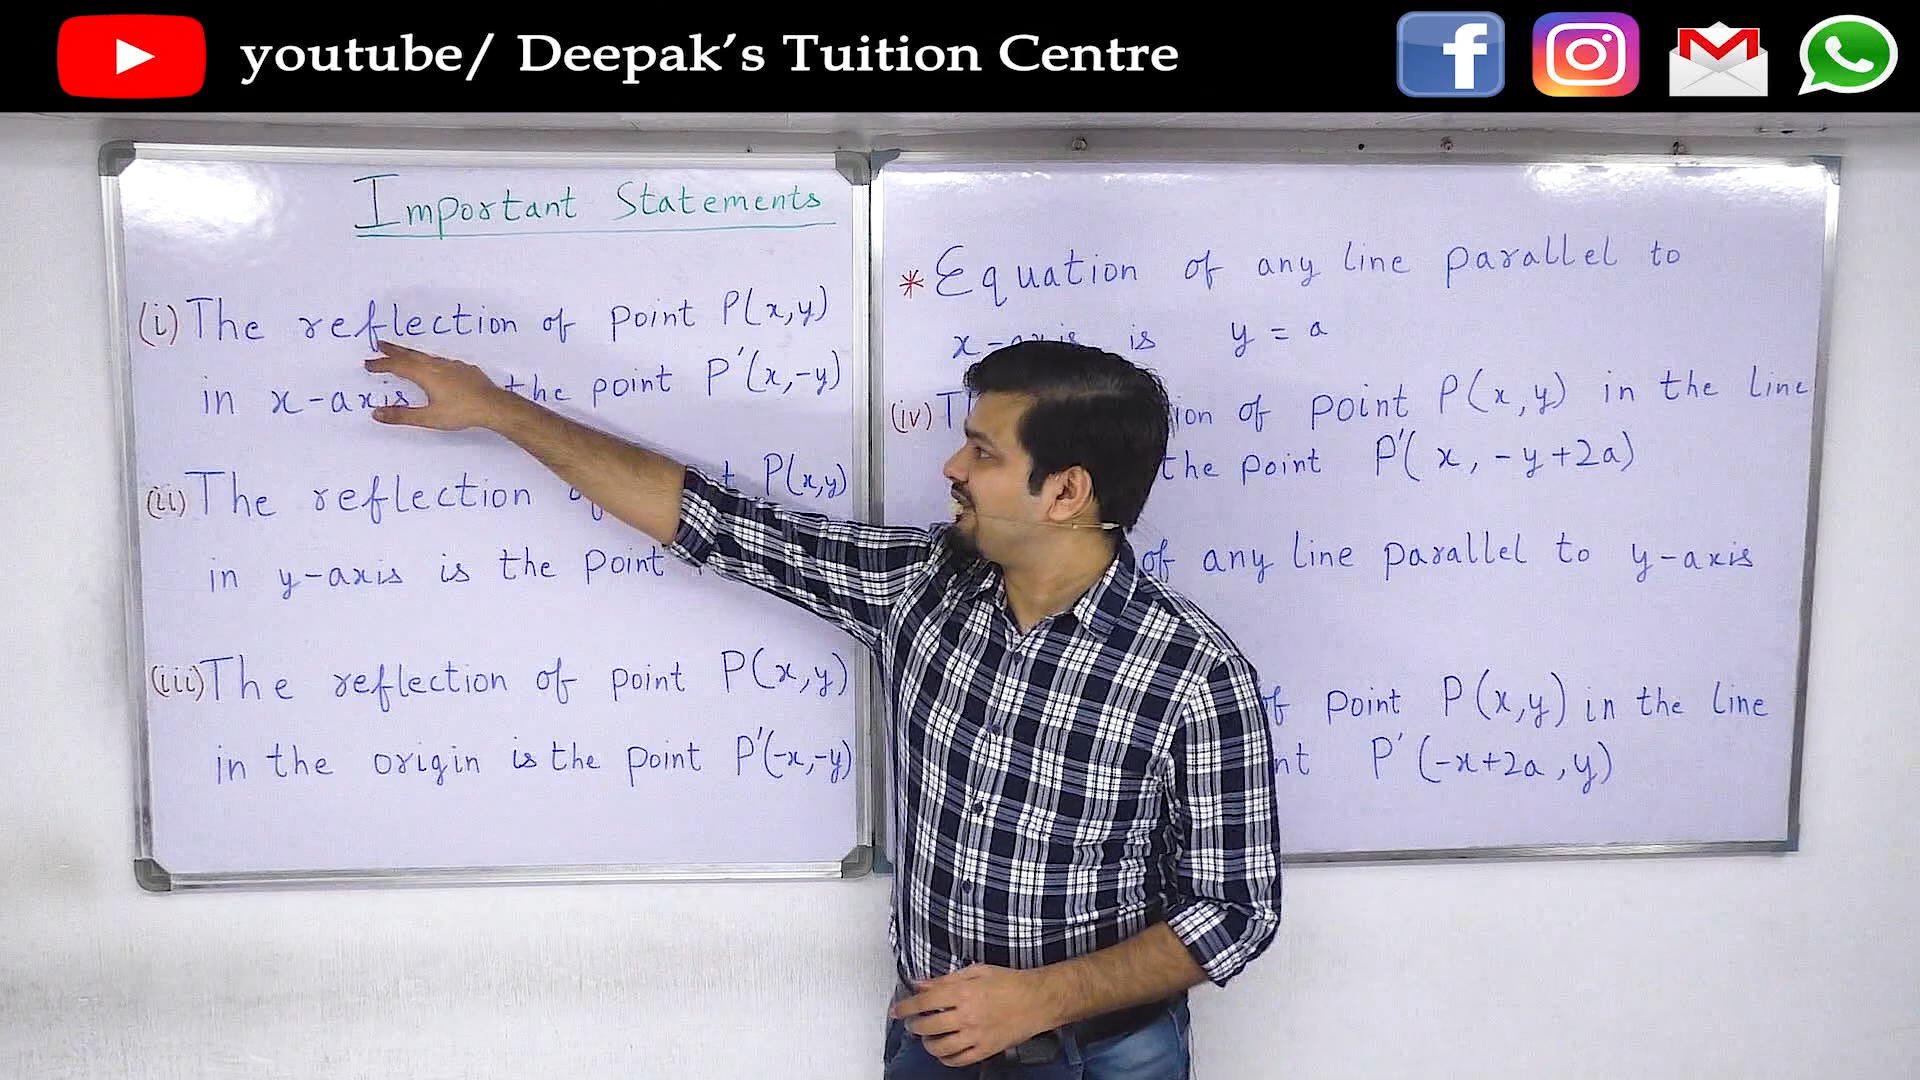 youtube/ Deepak's Tuition Centre
Important Statements
(i) The reflection of point P(x,y)
in x-axis the point P'(x,-y)
(ii) The reflection P(x,y)
in y-axis is the point
(iii) The reflection of point P(x,y)
in the origin is the point P'(-x,-y)
* Equation of any line parallel to
x-axis is y = a
(iv) of point P(x,y) in the line
the point P'(x, -y+2a)
of any line parallel to y-axis
of point P(x,y) in the line
P'(-x+2a, y)